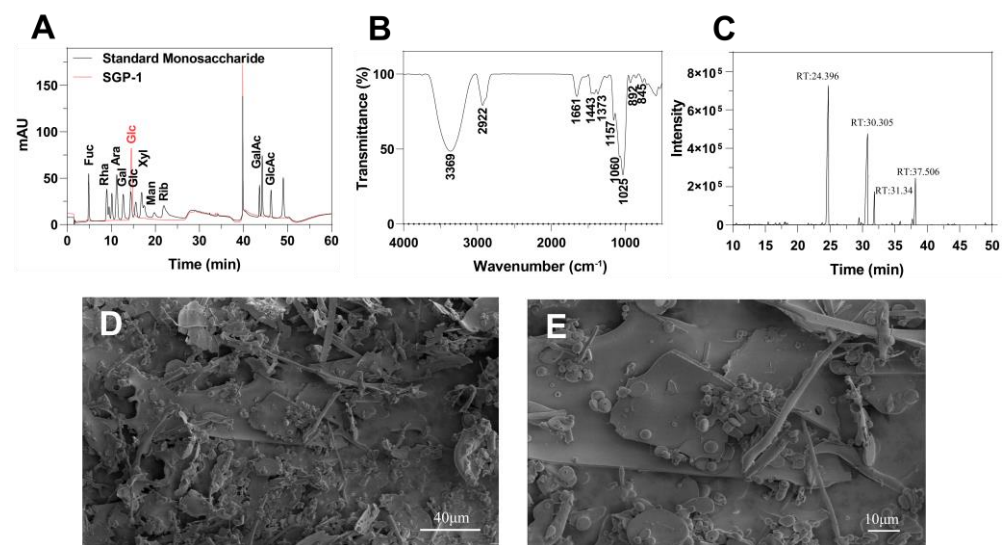 A
Standard Monosaccharide
SGP-1
mAU
150
100
50
0
Fuc
Rha
Ara
Gal
Glc
Glc
Xyl
Man
Rib
GalAc
GlcAc
0 10 20 30 40 50 60
Time (min)
B
Transmittance (%)
100
50
0
3369
2922
1661
1443
1373
1157
1060
1025
892
845
4000 3000 2000 1000
Wavenumber (cm⁻¹)
C
Intensity
8×10⁵
6×10⁵
4×10⁵
2×10⁵
0
RT:24.396
RT:30.305
RT:31.34
RT:37.506
10 15 20 25 30 35 40 45 50
Time (min)
D
40μm
E
10μm